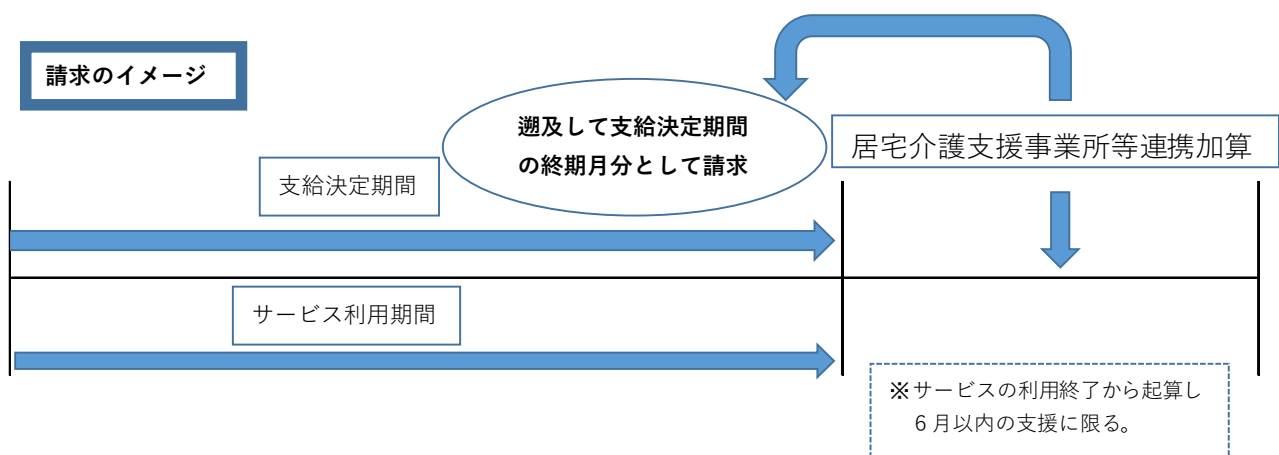 請求のイメージ
遡及して支給決定期間
の終期月分として請求
居宅介護支援事業所等連携加算
支給決定期間
サービス利用期間
※サービスの利用終了から起算し
6月以内の支援に限る。